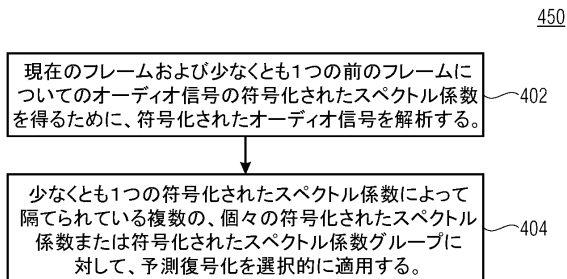 450
現在のフレームおよび少なくとも1つの前のフレームに
ついてのオーディオ信号の符号化されたスペクトル係数
を得るために、符号化されたオーディオ信号を解析する。
402
少なくとも1つの符号化されたスペクトル係数によって
隔てられている複数の、個々の符号化されたスペクトル
係数または符号化されたスペクトル係数グループに
対して、予測復号化を選択的に適用する。
404